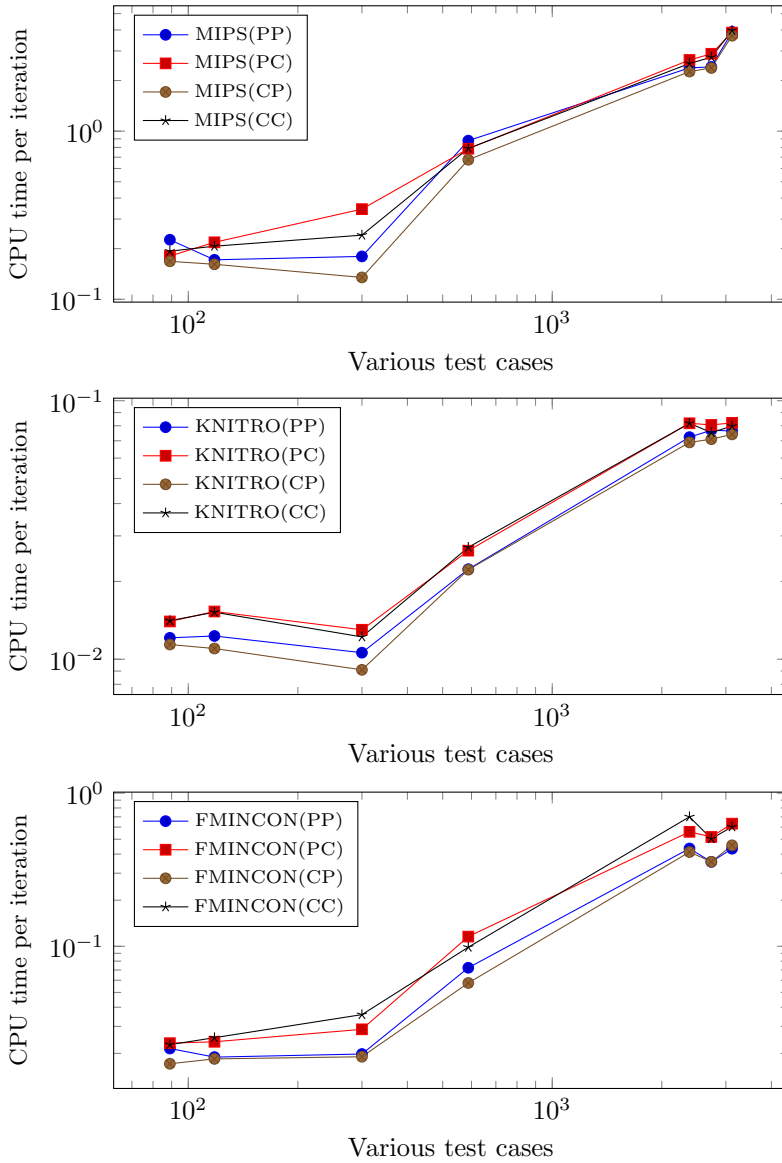 MIPS(PP)
MIPS(PC)
MIPS(CP)
MIPS(CC)
10^0
10^−1
CPU time per iteration
10^2
10^3
Various test cases
10^−1
KNITRO(PP)
KNITRO(PC)
KNITRO(CP)
KNITRO(CC)
10^−2
CPU time per iteration
10^2
10^3
Various test cases
10^0
FMINCON(PP)
FMINCON(PC)
FMINCON(CP)
FMINCON(CC)
10^−1
CPU time per iteration
10^2
10^3
Various test cases